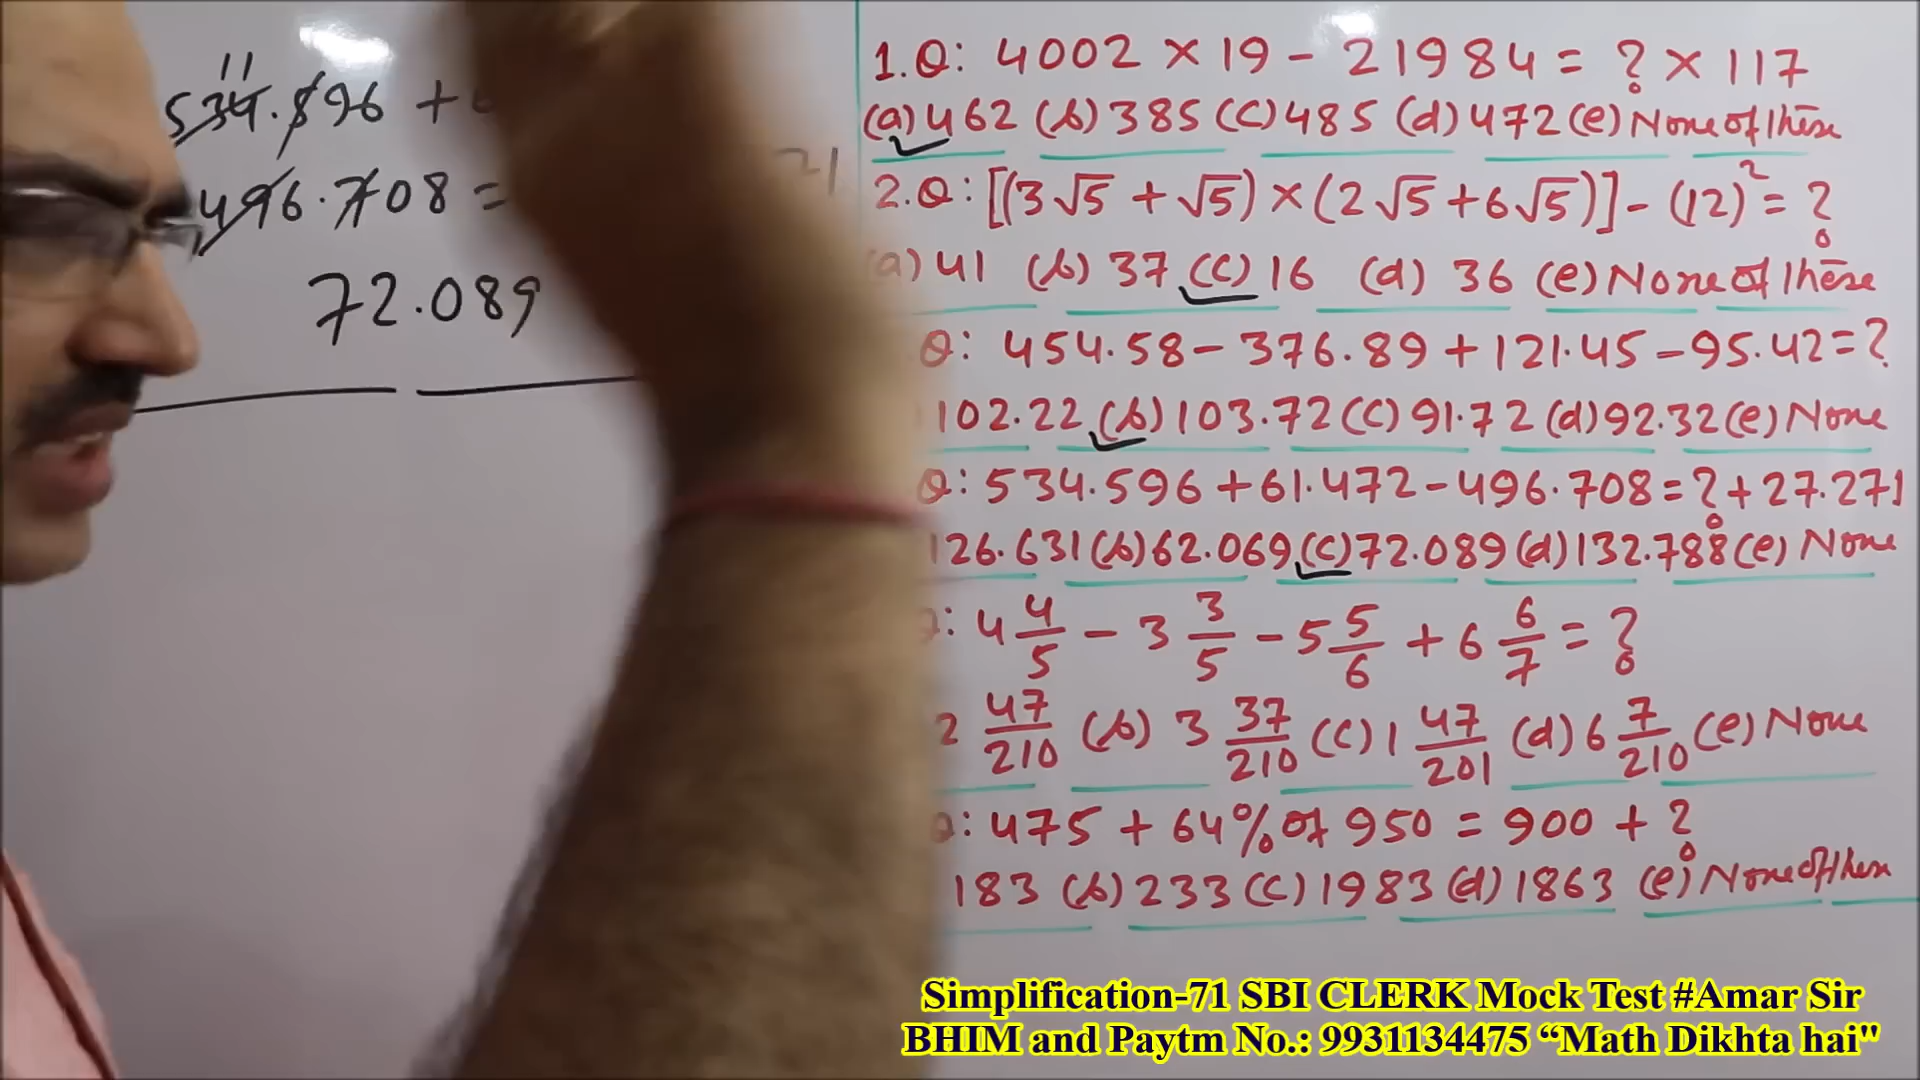 534.596 +
496.708 =
72.089
1.Q: 4002 × 19 - 21984 = ? × 117
(a) 462 (b) 385 (c) 485 (d) 472 (e) None of these
2.Q: [(3√5 + √5) × (2√5 + 6√5)] - (12)² = ?
a) 41 (b) 37 (c) 16 (d) 36 (e) None of these
Q: 454.58 - 376.89 + 121.45 - 95.42 = ?
102.22 (b) 103.72 (c) 91.72 (d) 92.32 (e) None
Q: 534.596 + 61.472 - 496.708 = ? + 27.271
126.631 (b) 62.069 (c) 72.089 (d) 132.788 (e) None
: 4 4/5 - 3 3/5 - 5 5/6 + 6 6/7 = ?
2 47/210 (b) 3 37/210 (c) 1 47/201 (d) 6 7/210 (e) None
Q: 475 + 64% of 950 = 900 + ?
183 (b) 233 (c) 1983 (d) 1863 (e) None of these
Simplification-71 SBI CLERK Mock Test #Amar Sir
BHIM and Paytm No.: 9931134475 “Math Dikhta hai"